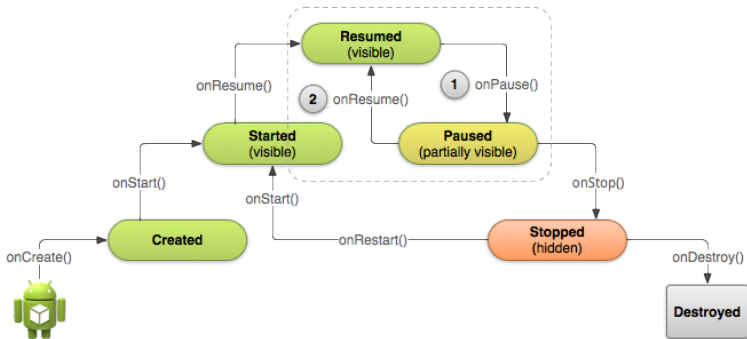 Resumed
(visible)
1
onPause()
2
onResume()
onResume()
Started
(visible)
Paused
(partially visible)
onStart()
onStart()
onStop()
Created
onRestart()
Stopped
(hidden)
onCreate()
onDestroy()
Destroyed